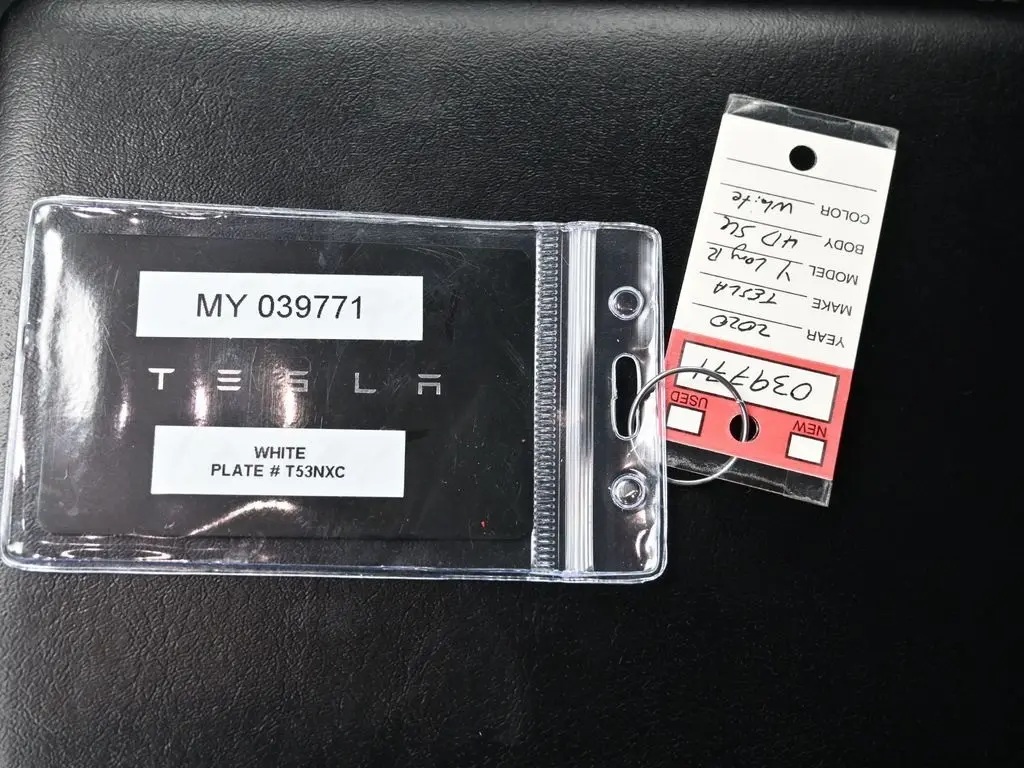 MY 039771
TESLA
WHITE
PLATE # T53NXC
NEW
USED
039771
YEAR 2020
MAKE TESLA
MODEL Y Long R
BODY 4D SU
COLOR White